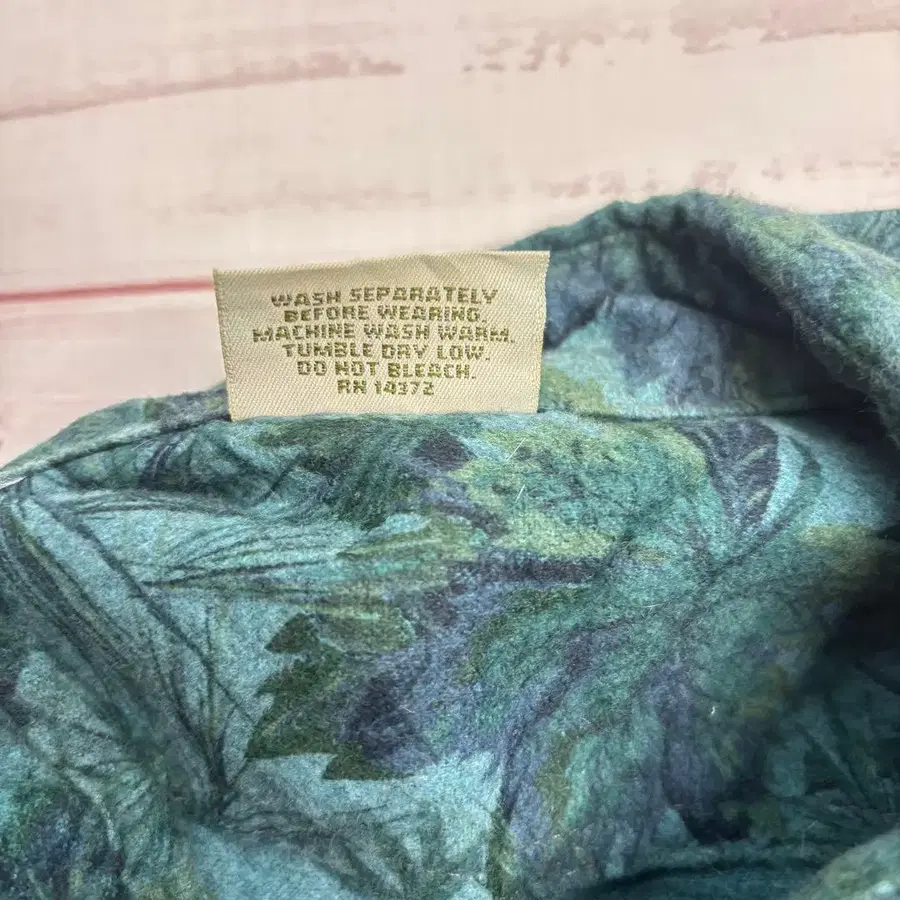 WASH SEPARATELY
BEFORE WEARING.
MACHINE WASH WARM.
TUMBLE DRY LOW.
DO NOT BLEACH.
RN 14372